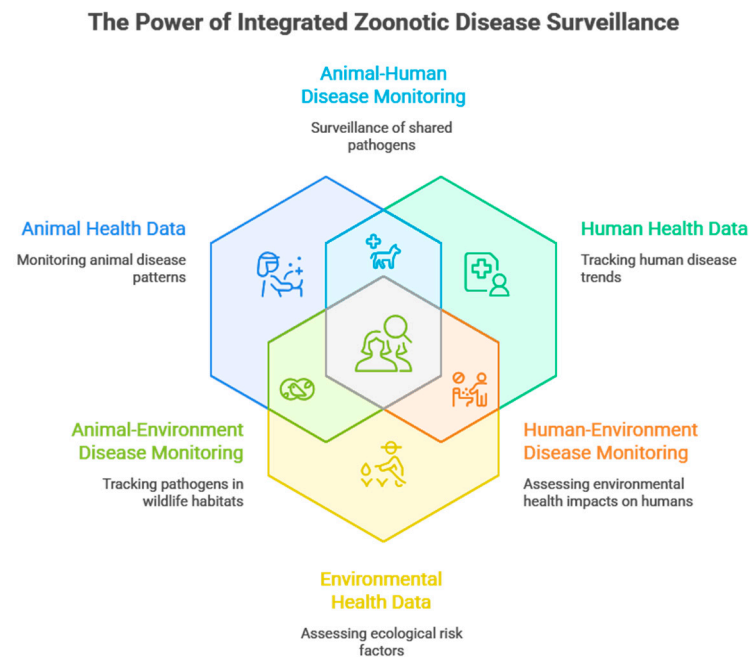 The Power of Integrated Zoonotic Disease Surveillance
Animal-Human
Disease Monitoring
Surveillance of shared
pathogens
Animal Health Data
Monitoring animal disease
patterns
Human Health Data
Tracking human disease
trends
Animal-Environment
Disease Monitoring
Tracking pathogens in
wildlife habitats
Human-Environment
Disease Monitoring
Assessing environmental
health impacts on humans
Environmental
Health Data
Assessing ecological risk
factors